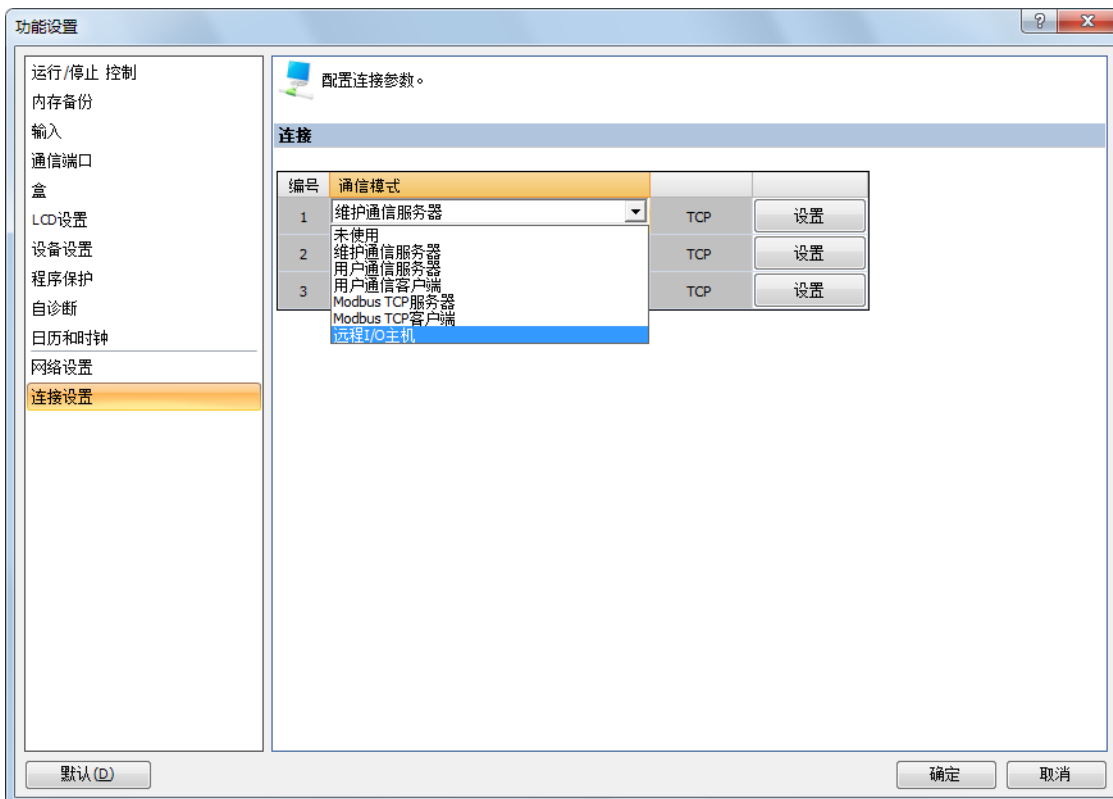 功能设置
运行/停止 控制
内存备份
输入
通信端口
盒
LCD设置
设备设置
程序保护
自诊断
日历和时钟
网络设置
连接设置
配置连接参数。
连接
编号 通信模式
1 维护通信服务器 TCP 设置
未使用
维护通信服务器
2 TCP 设置
用户通信服务器
用户通信客户端
3 TCP 设置
Modbus TCP服务器
Modbus TCP客户端
远程I/O主机
默认(D)
确定
取消